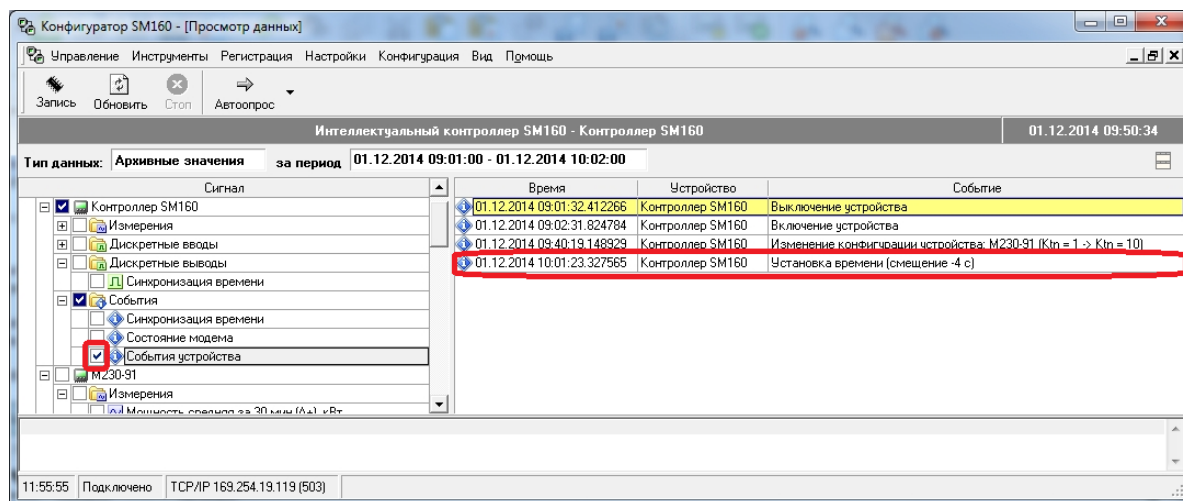 Конфигуратор SM160 - [Просмотр данных]
Управление Инструменты Регистрация Настройки Конфигурация Вид Помощь
Запись Обновить Стоп Автоопрос
Интеллектуальный контроллер SM160 - Контроллер SM160 01.12.2014 09:50:34
Тип данных: Архивные значения за период 01.12.2014 09:01:00 - 01.12.2014 10:02:00
Сигнал
Контроллер SM160
Измерения
Дискретные вводы
Дискретные выводы
Синхронизация времени
События
Синхронизация времени
Состояние модема
События устройства
M230-91
Измерения
Мощность средняя за 30 мин (A+), кВт
Время Устройство Событие
01.12.2014 09:01:32.412266 Контроллер SM160 Выключение устройства
01.12.2014 09:02:31.824784 Контроллер SM160 Включение устройства
01.12.2014 09:40:19.148929 Контроллер SM160 Изменение конфигурации устройства: M230-91 (Ktn = 1 -> Ktn = 10)
01.12.2014 10:01:23.327565 Контроллер SM160 Установка времени (смещение -4 с)
11:55:55 Подключено TCP/IP 169.254.19.119 (503)